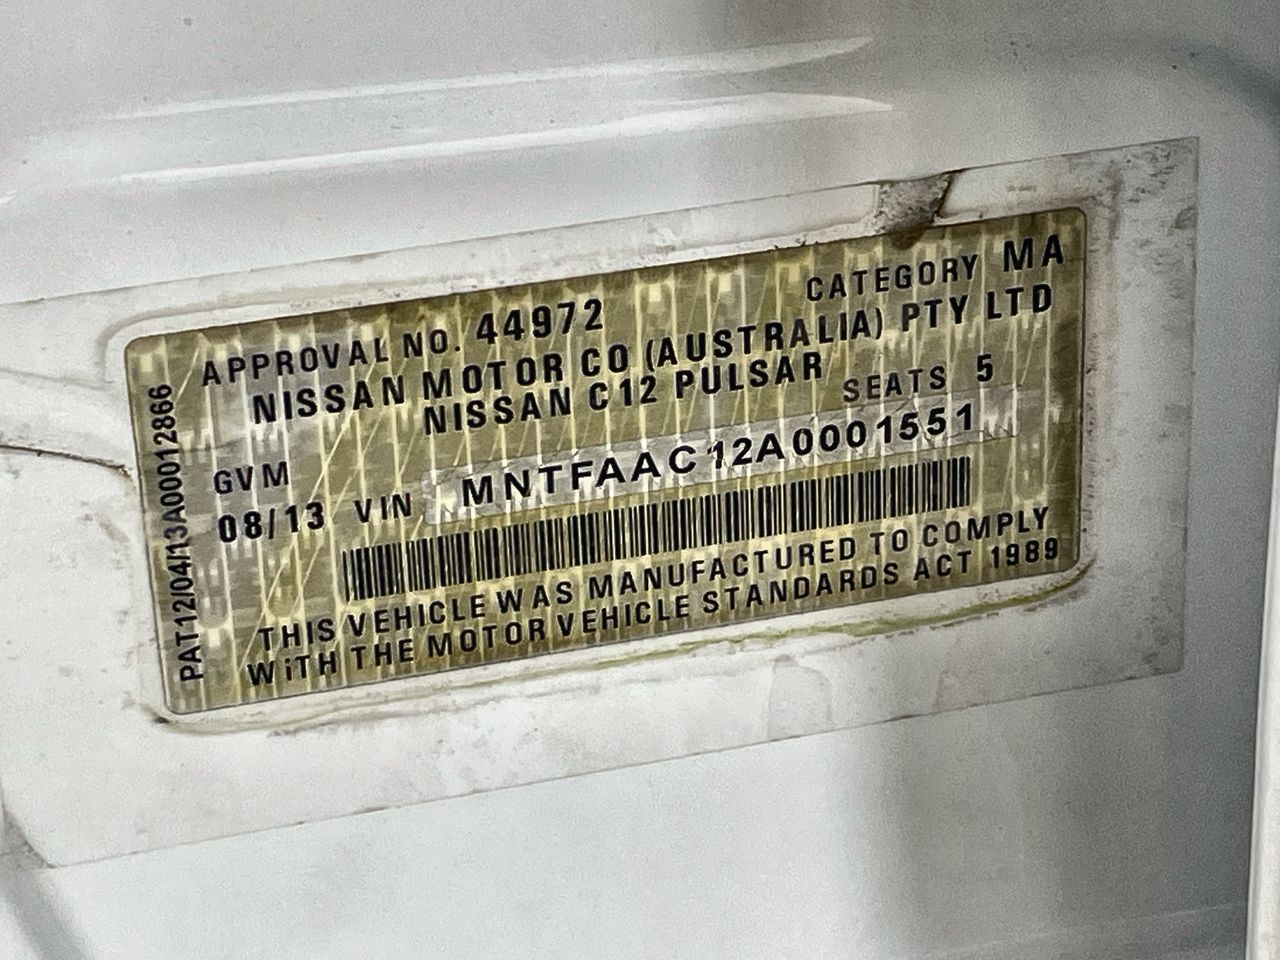 APPROVAL NO. 44972 CATEGORY MA
NISSAN MOTOR CO (AUSTRALIA) PTY LTD
NISSAN C12 PULSAR
GVM SEATS 5
08/13 VIN MNTFAAC12A0001551
THIS VEHICLE WAS MANUFACTURED TO COMPLY
WiTH THE MOTOR VEHICLE STANDARDS ACT 1989
PAT12/04/13A00012866